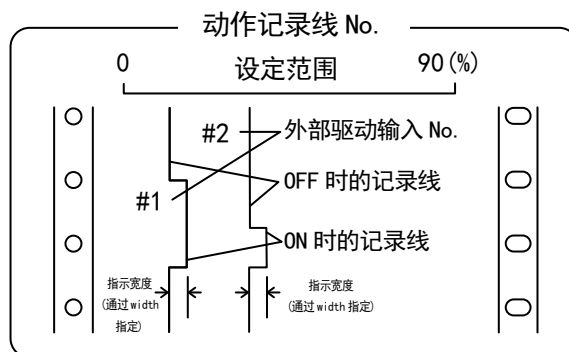 动作记录线 No.
0 设定范围 90(%)
#2 外部驱动输入 No.
#1 OFF 时的记录线
ON 时的记录线
指示宽度
(通过 width
指定)
指示宽度
(通过 width 指定)